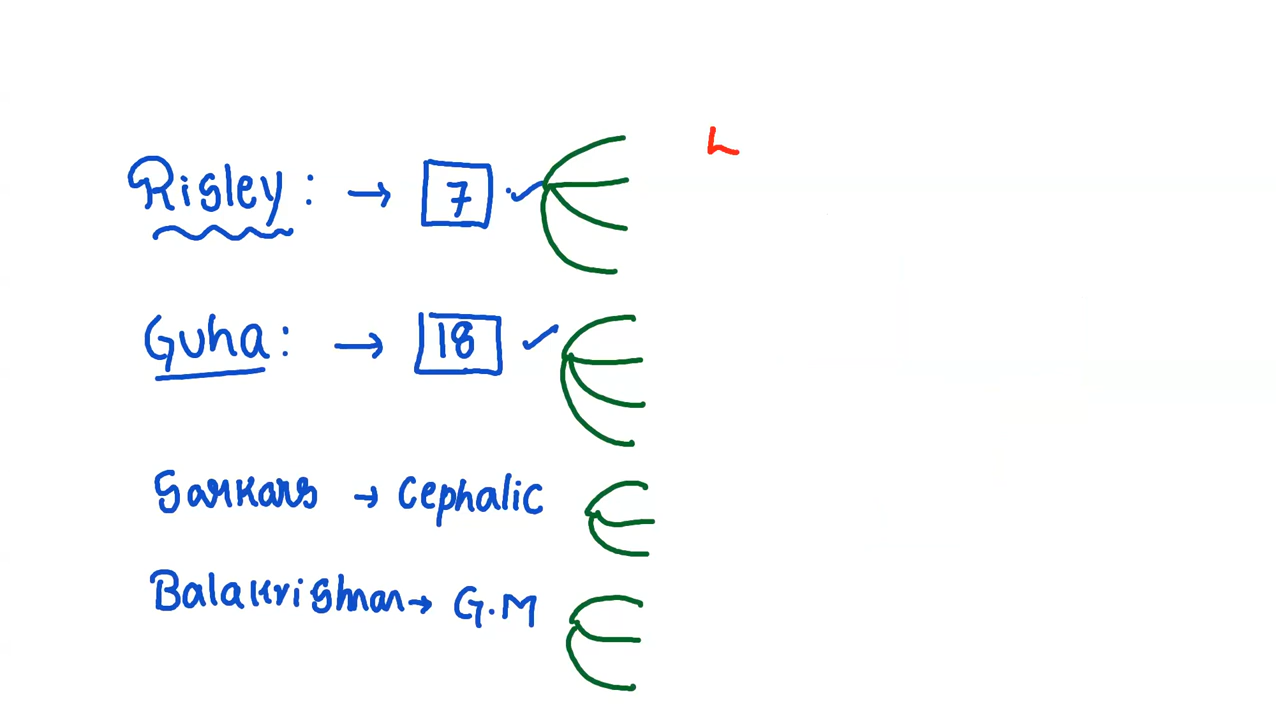 Risley: → 7 ✓
Guha: → 18 ✓
Sarkars → Cephalic
Balakrishnan → G.M